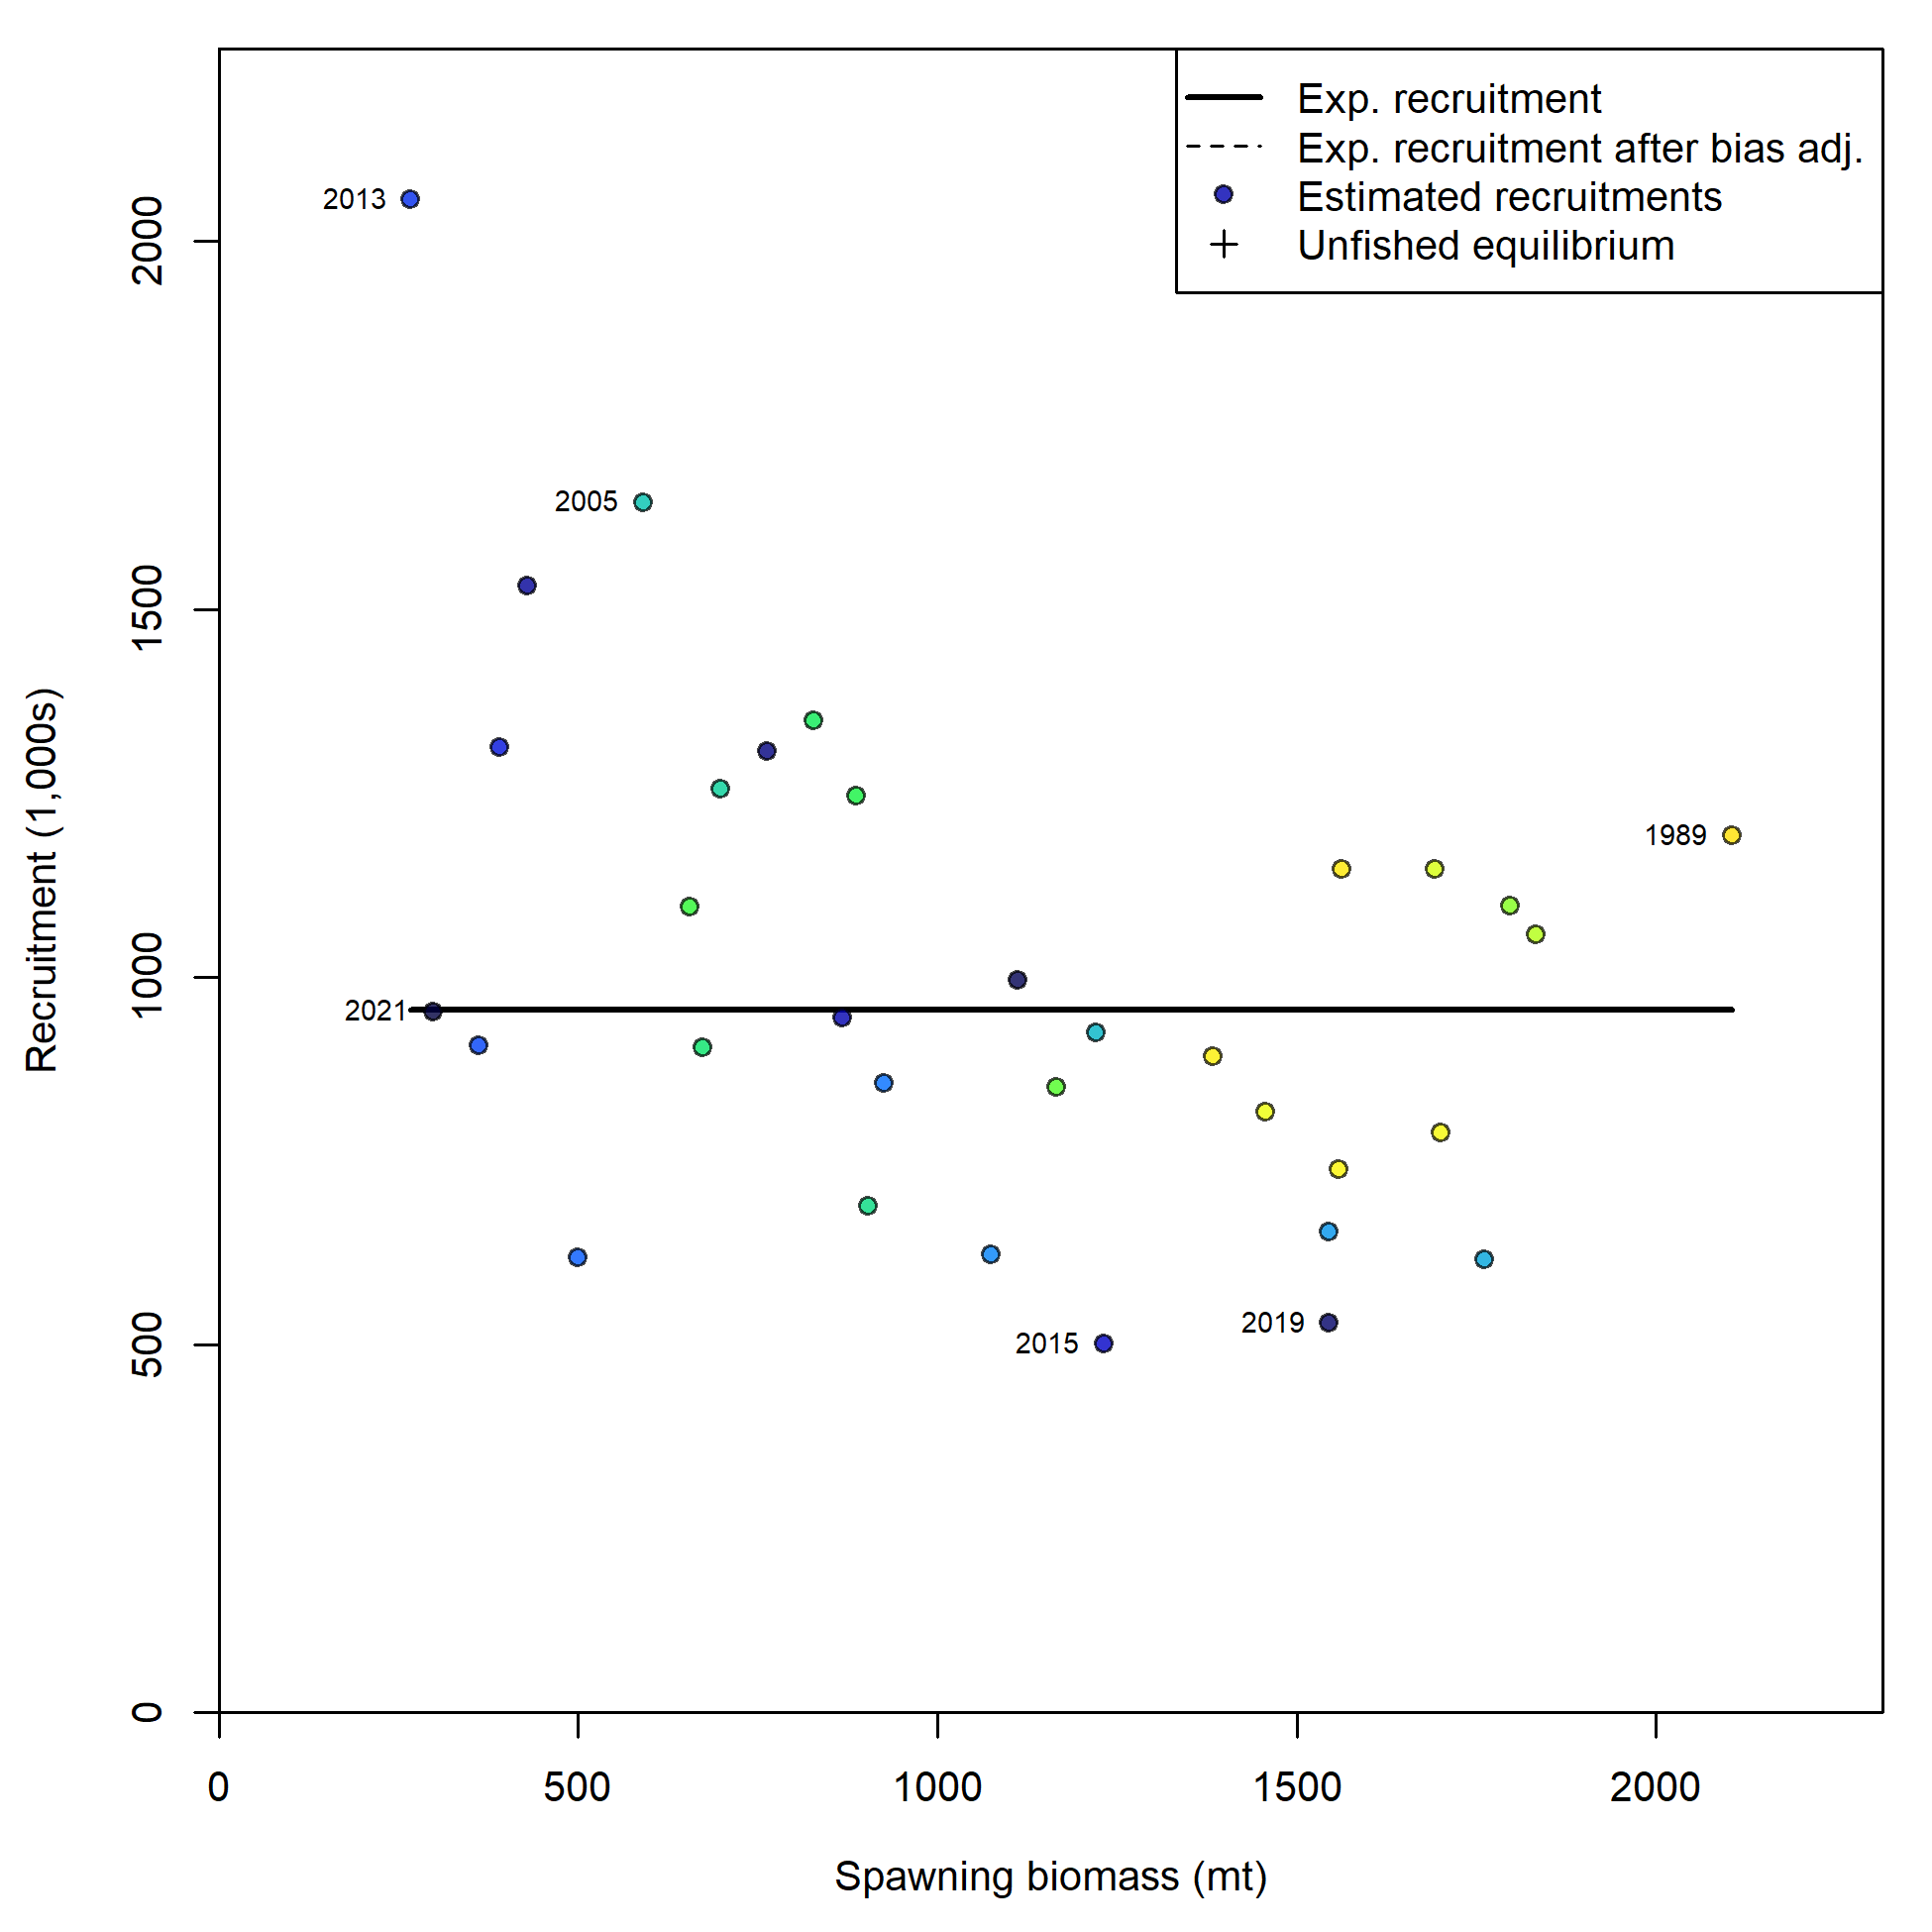 Exp. recruitment
Exp. recruitment after bias adj.
Estimated recruitments
Unfished equilibrium
2013
2005
1989
2021
2019
2015
Recruitment (1,000s)
2000
1500
1000
500
0
0 500 1000 1500 2000
Spawning biomass (mt)